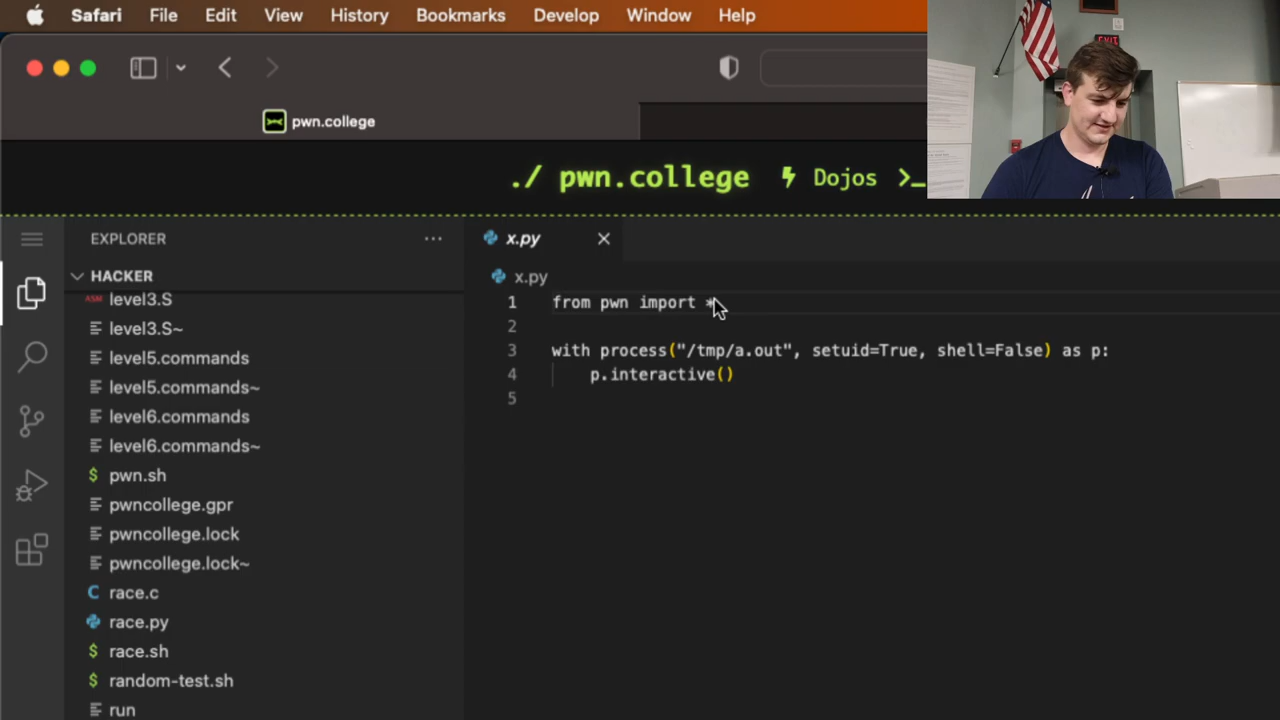 Safari File Edit View History Bookmarks Develop Window Help
EXIT
pwn.college
./ pwn.college Dojos >_
EXPLORER ...
x.py
HACKER
x.py
ASM level3.S
level3.S~
level5.commands
level5.commands~
level6.commands
level6.commands~
$ pwn.sh
pwncollege.gpr
pwncollege.lock
pwncollege.lock~
C race.c
race.py
$ race.sh
$ random-test.sh
run
1 from pwn import *
2
3 with process("/tmp/a.out", setuid=True, shell=False) as p:
4 p.interactive()
5